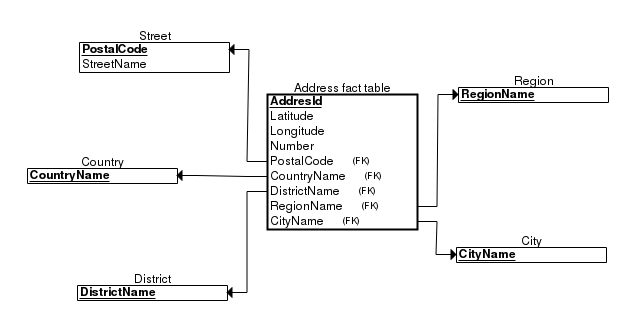 Street
PostalCode
StreetName
Address fact table
AddresId
Latitude
Longitude
Number
PostalCode (FK)
CountryName (FK)
DistrictName (FK)
RegionName (FK)
CityName (FK)
Region
RegionName
Country
CountryName
City
CityName
District
DistrictName